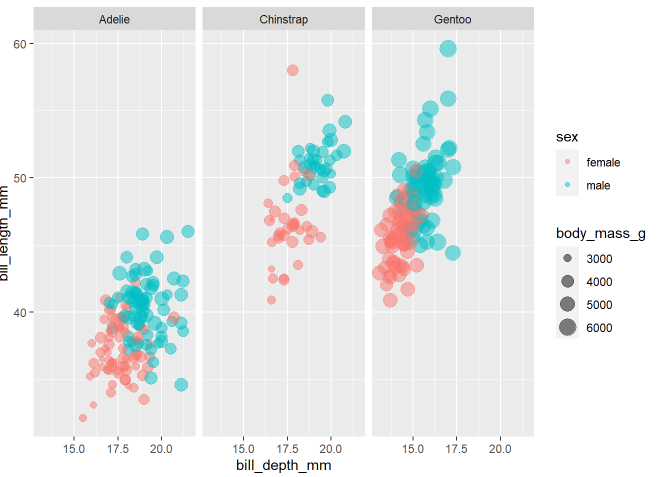 Adelie
Chinstrap
Gentoo
60
50
40
bill_length_mm
15.0 17.5 20.0
15.0 17.5 20.0
15.0 17.5 20.0
bill_depth_mm
sex
female
male
body_mass_g
3000
4000
5000
6000